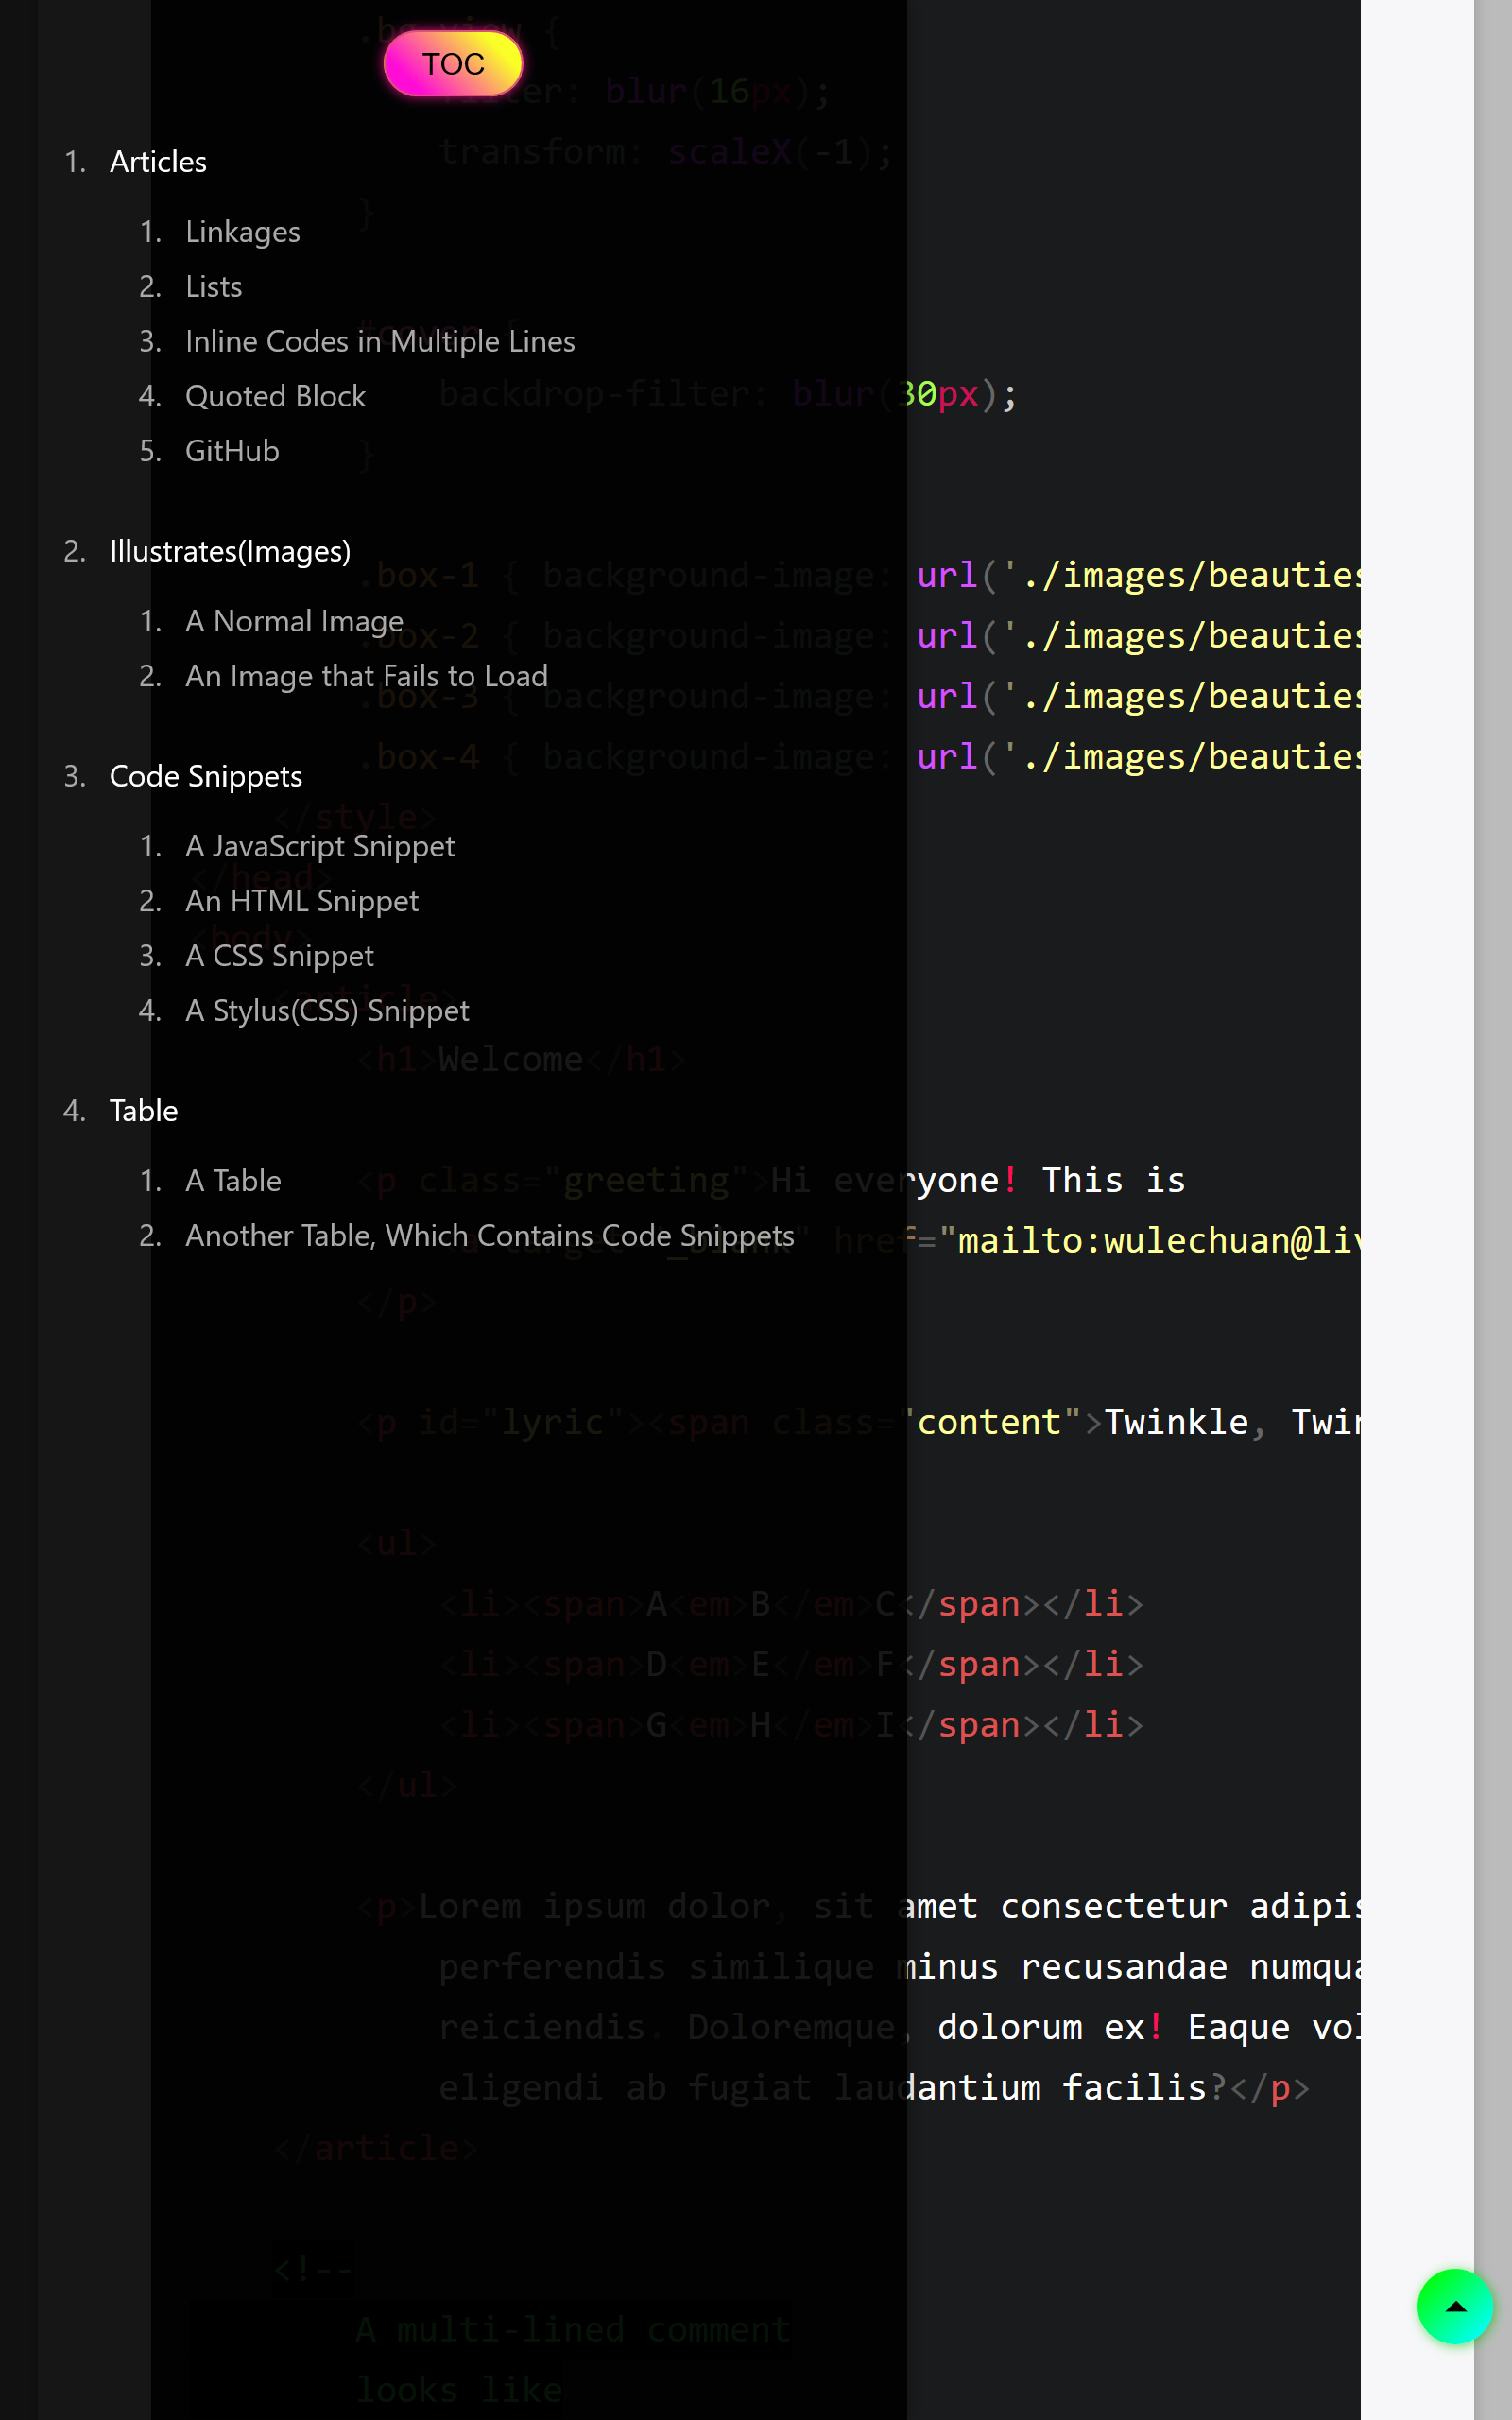 TOC
1. Articles
1. Linkages
2. Lists
3. Inline Codes in Multiple Lines
4. Quoted Block
5. GitHub
2. Illustrates(Images)
1. A Normal Image
2. An Image that Fails to Load
3. Code Snippets
1. A JavaScript Snippet
2. An HTML Snippet
3. A CSS Snippet
4. A Stylus(CSS) Snippet
4. Table
1. A Table
2. Another Table, Which Contains Code Snippets
filter: blur(16px);
transform: scaleX(-1);
}
backdrop-filter: blur(30px);
}
.box-1 { background-image: url('./images/beauties
.box-2 { background-image: url('./images/beauties
.box-3 { background-image: url('./images/beauties
.box-4 { background-image: url('./images/beauties
</style>
</head>
<body>
<article>
<h1>Welcome</h1>
<p class="greeting">Hi everyone! This is
href="mailto:wulechuan@liv
</p>
<p id="lyric"><span class="content">Twinkle, Twin
<ul>
<li><span>A<em>B</em>C</span></li>
<li><span>D<em>E</em>F</span></li>
<li><span>G<em>H</em>I</span></li>
</ul>
<p>Lorem ipsum dolor, sit amet consectetur adipis
perferendis similique minus recusandae numqua
reiciendis. Doloremque, dolorum ex! Eaque vol
eligendi ab fugiat laudantium facilis?</p>
</article>
<!--
A multi-lined comment
looks like